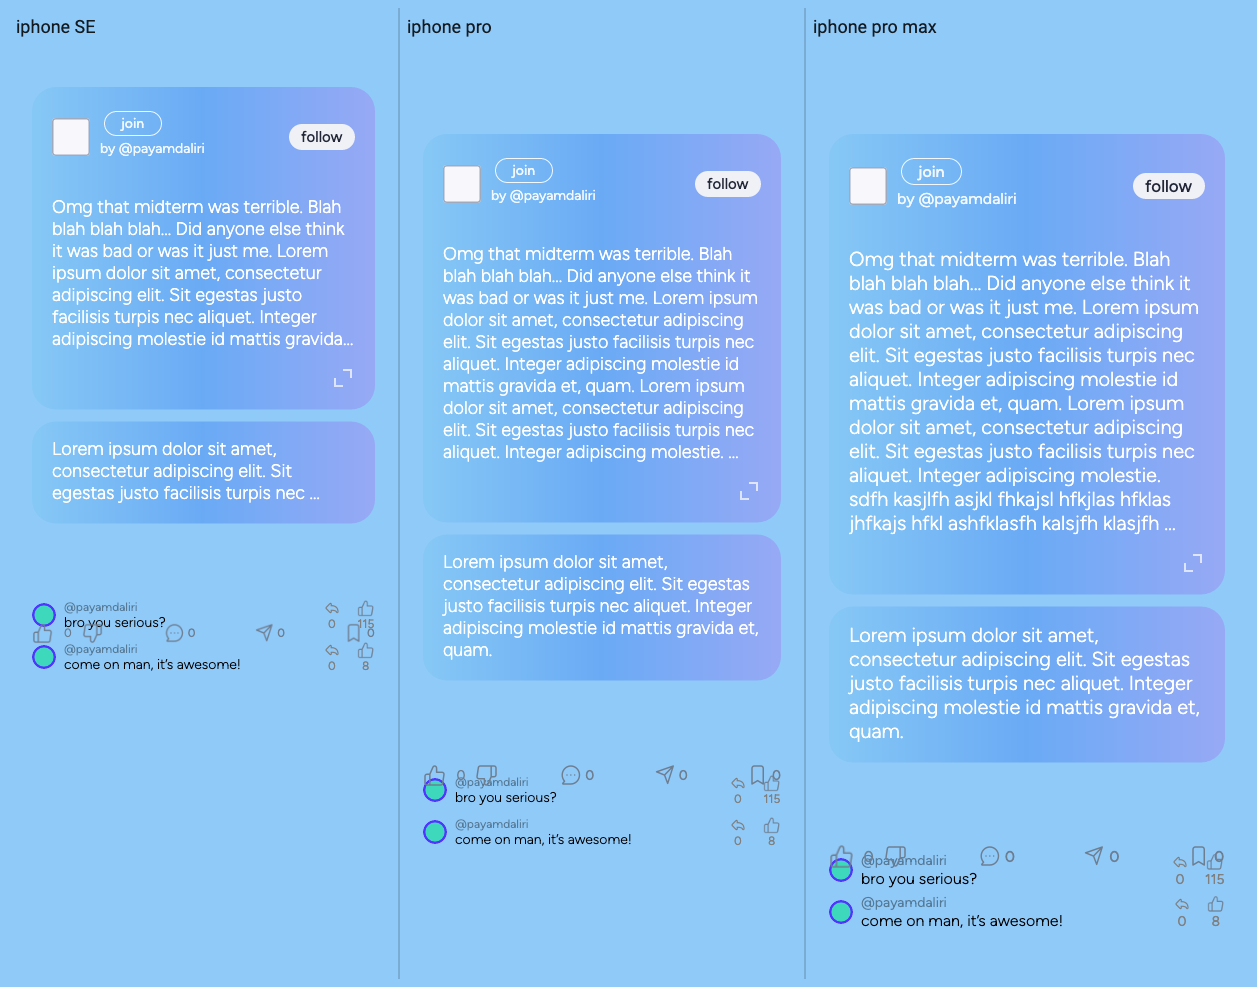 iphone SE
join
by @payamdaliri
follow
Omg that midterm was terrible. Blah
blah blah blah... Did anyone else think
it was bad or was it just me. Lorem
ipsum dolor sit amet, consectetur
adipiscing elit. Sit egestas justo
facilisis turpis nec aliquet. Integer
adipiscing molestie id mattis gravida...
Lorem ipsum dolor sit amet,
consectetur adipiscing elit. Sit
egestas justo facilisis turpis nec ...
@payamdaliri
bro you serious?
0 115
0 0 0 0
@payamdaliri
come on man, it's awesome!
0 8
iphone pro
join
by @payamdaliri
follow
Omg that midterm was terrible. Blah
blah blah blah... Did anyone else think it
was bad or was it just me. Lorem ipsum
dolor sit amet, consectetur adipiscing
elit. Sit egestas justo facilisis turpis nec
aliquet. Integer adipiscing molestie id
mattis gravida et, quam. Lorem ipsum
dolor sit amet, consectetur adipiscing
elit. Sit egestas justo facilisis turpis nec
aliquet. Integer adipiscing molestie. ...
Lorem ipsum dolor sit amet,
consectetur adipiscing elit. Sit egestas
justo facilisis turpis nec aliquet. Integer
adipiscing molestie id mattis gravida et,
quam.
0 0 0 0
@payamdaliri
bro you serious?
0 115
@payamdaliri
come on man, it's awesome!
0 8
iphone pro max
join
by @payamdaliri
follow
Omg that midterm was terrible. Blah
blah blah blah... Did anyone else think it
was bad or was it just me. Lorem ipsum
dolor sit amet, consectetur adipiscing
elit. Sit egestas justo facilisis turpis nec
aliquet. Integer adipiscing molestie id
mattis gravida et, quam. Lorem ipsum
dolor sit amet, consectetur adipiscing
elit. Sit egestas justo facilisis turpis nec
aliquet. Integer adipiscing molestie.
sdfh kasjlfh asjkl fhkajsl hfkjlas hfklas
jhfkajs hfkl ashfklasfh kalsjfh klasjfh ...
Lorem ipsum dolor sit amet,
consectetur adipiscing elit. Sit egestas
justo facilisis turpis nec aliquet. Integer
adipiscing molestie id mattis gravida et,
quam.
0 0 0 0
@payamdaliri
bro you serious?
0 115
@payamdaliri
come on man, it's awesome!
0 8